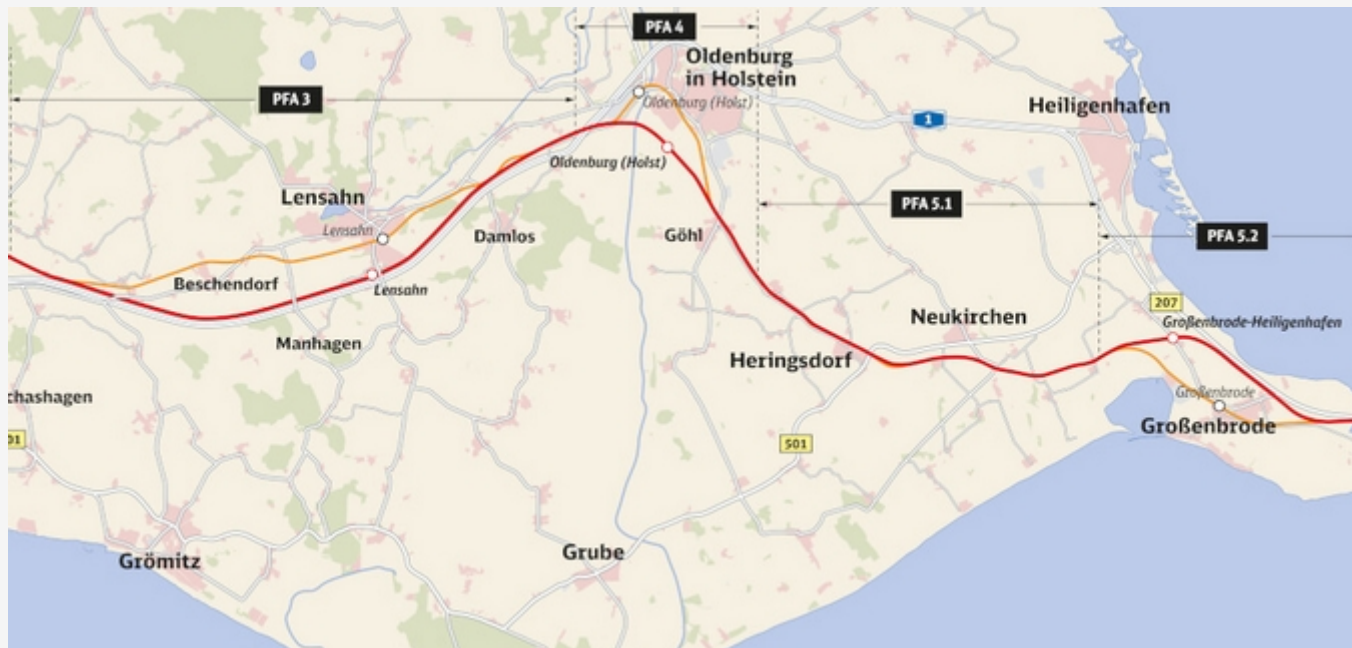 PFA 4
Oldenburg
in Holstein
PFA 3
Oldenburg (Holst)
Heiligenhafen
1
Oldenburg (Holst)
Lensahn
PFA 5.1
Lensahn
Damlos
Göhl
PFA 5.2
Beschendorf
Lensahn
207
Großenbrode-Heiligenhafen
Manhagen
Neukirchen
Heringsdorf
chashagen
Großenbrode
Großenbrode
01
501
Grube
Grömitz